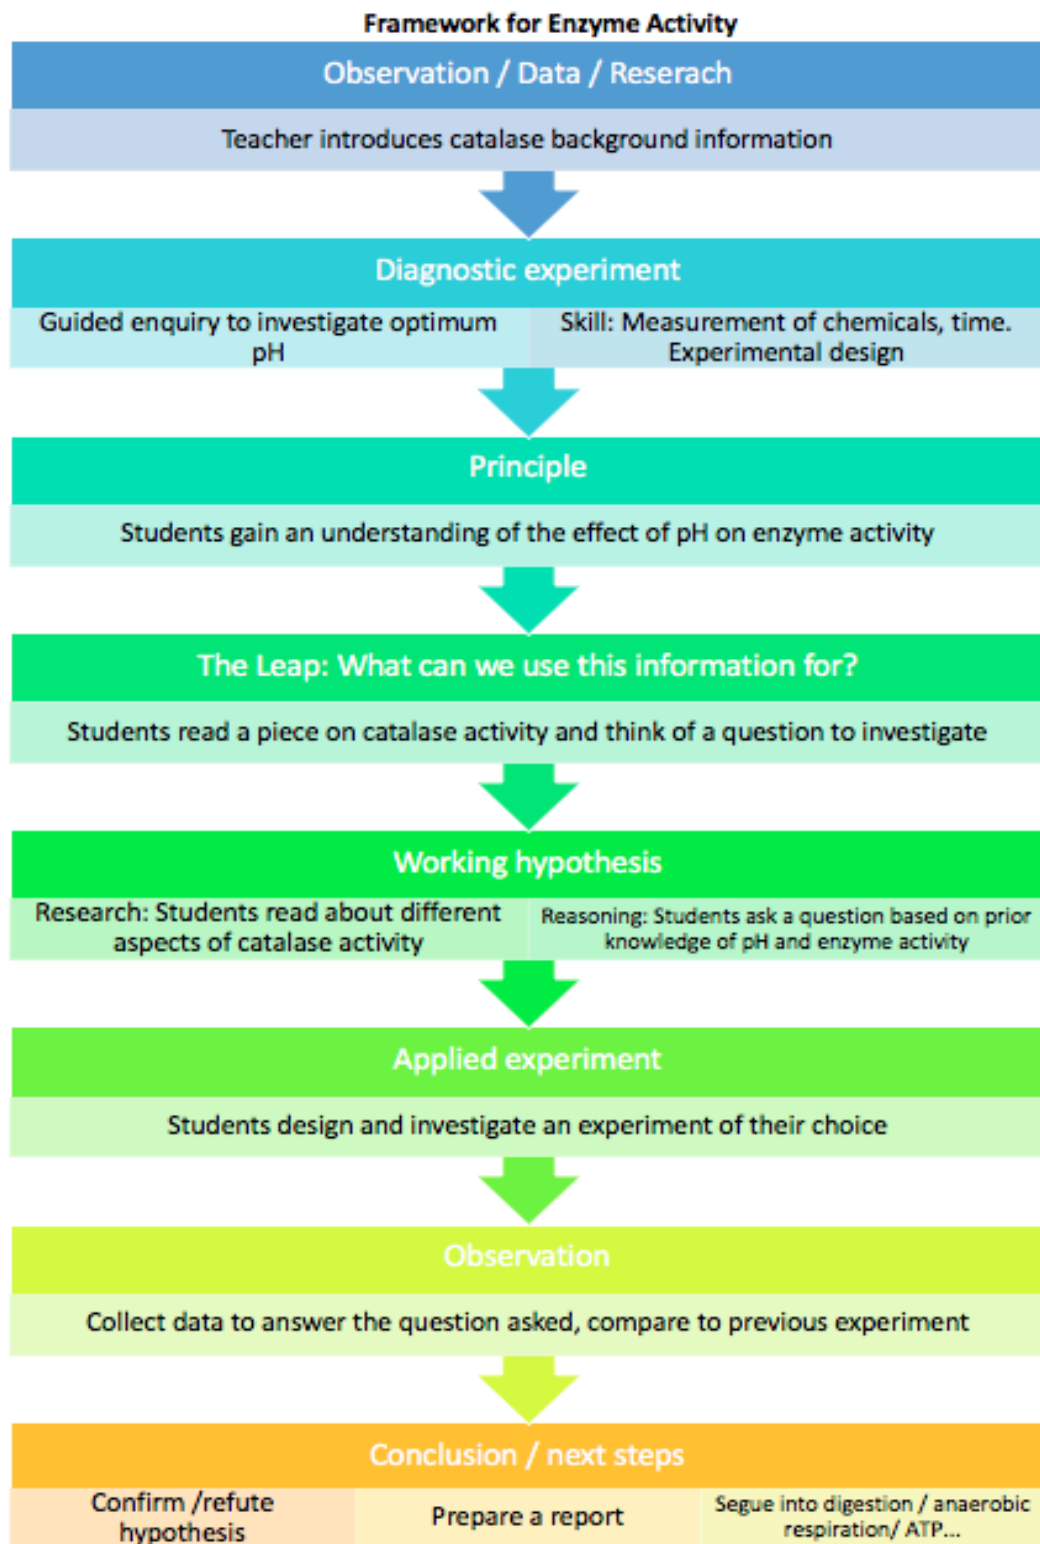 Framework for Enzyme Activity
Observation / Data / Reserach
Teacher introduces catalase background information
Diagnostic experiment
Guided enquiry to investigate optimum
pH
Skill: Measurement of chemicals, time.
Experimental design
Principle
Students gain an understanding of the effect of pH on enzyme activity
The Leap: What can we use this information for?
Students read a piece on catalase activity and think of a question to investigate
Working hypothesis
Research: Students read about different
aspects of catalase activity
Reasoning: Students ask a question based on prior
knowledge of pH and enzyme activity
Applied experiment
Students design and investigate an experiment of their choice
Observation
Collect data to answer the question asked, compare to previous experiment
Conclusion / next steps
Confirm /refute
hypothesis
Prepare a report
Segue into digestion / anaerobic
respiration/ ATP...